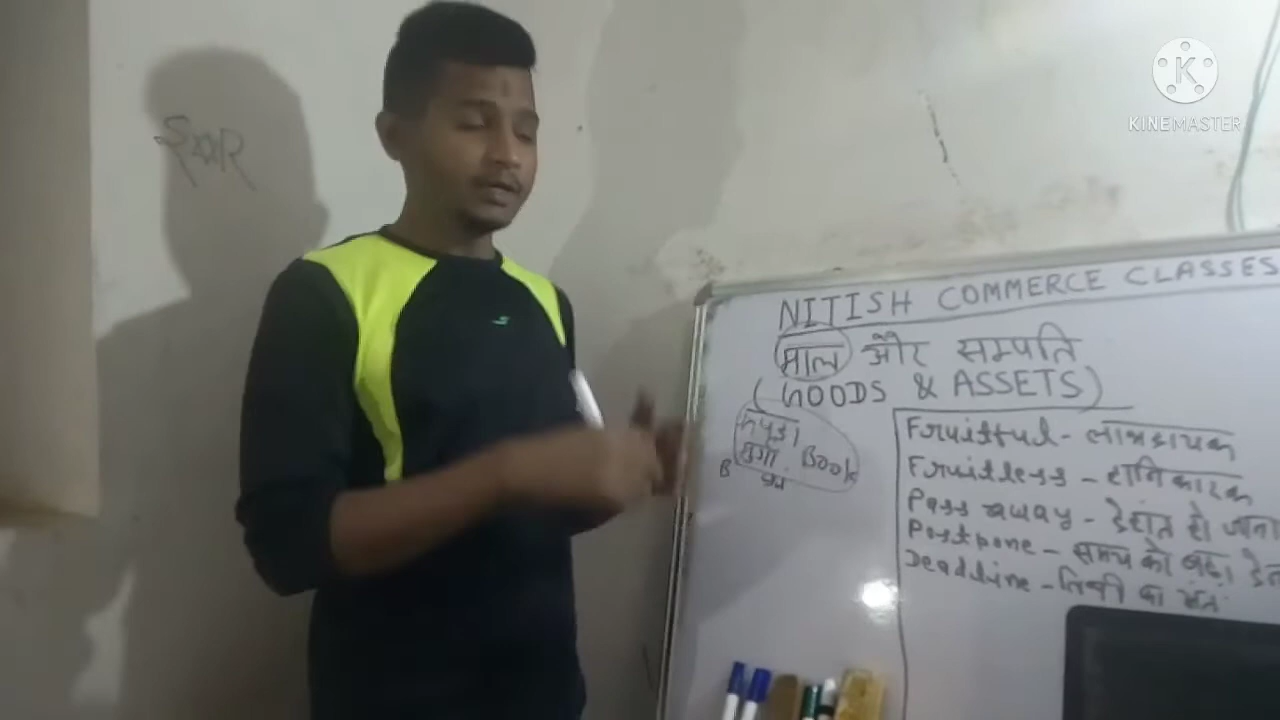 KINEMASTER
NITISH COMMERCE CLASSES
माल और सम्पति
(GOODS & ASSETS)
कपड़ा
Book
B
Fruitful - लाभदायक
Fruitless - हानिकारक
Pass away - देहांत हो जाना
Postpone - समय को बढ़ा देना
Deadline - तिथी का अंत